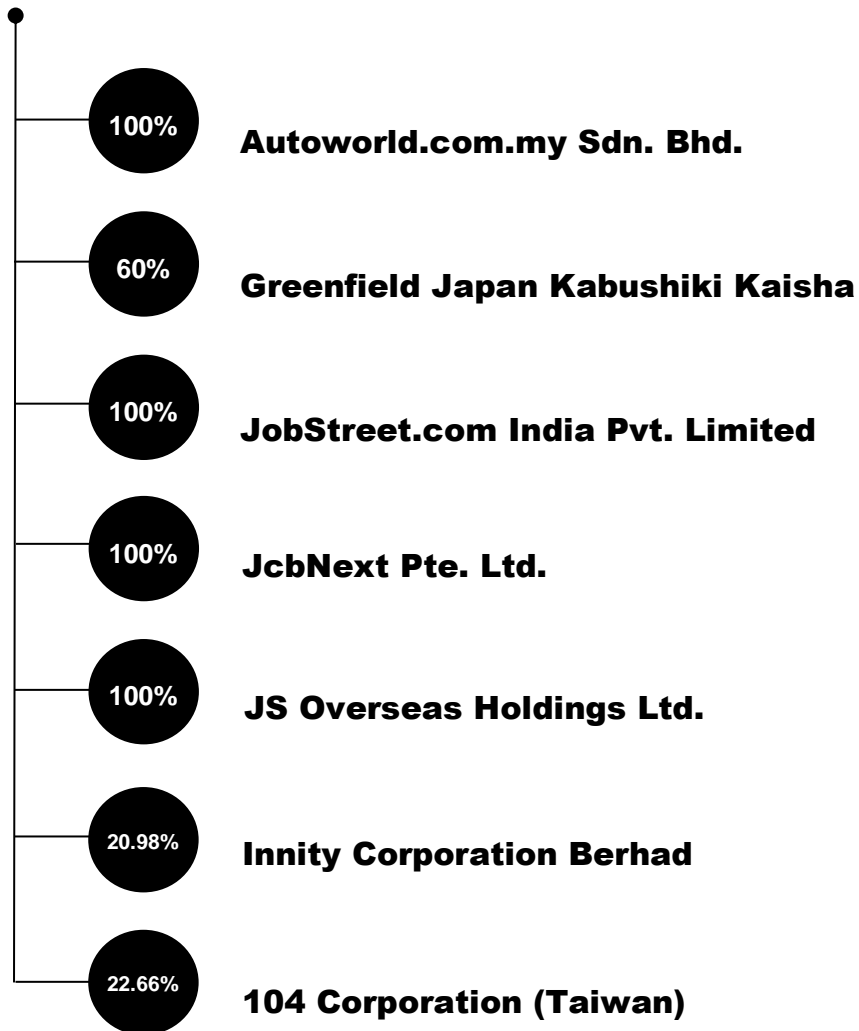 100%
Autoworld.com.my Sdn. Bhd.
60%
Greenfield Japan Kabushiki Kaisha
100%
JobStreet.com India Pvt. Limited
100%
JcbNext Pte. Ltd.
100%
JS Overseas Holdings Ltd.
20.98%
Innity Corporation Berhad
22.66%
104 Corporation (Taiwan)